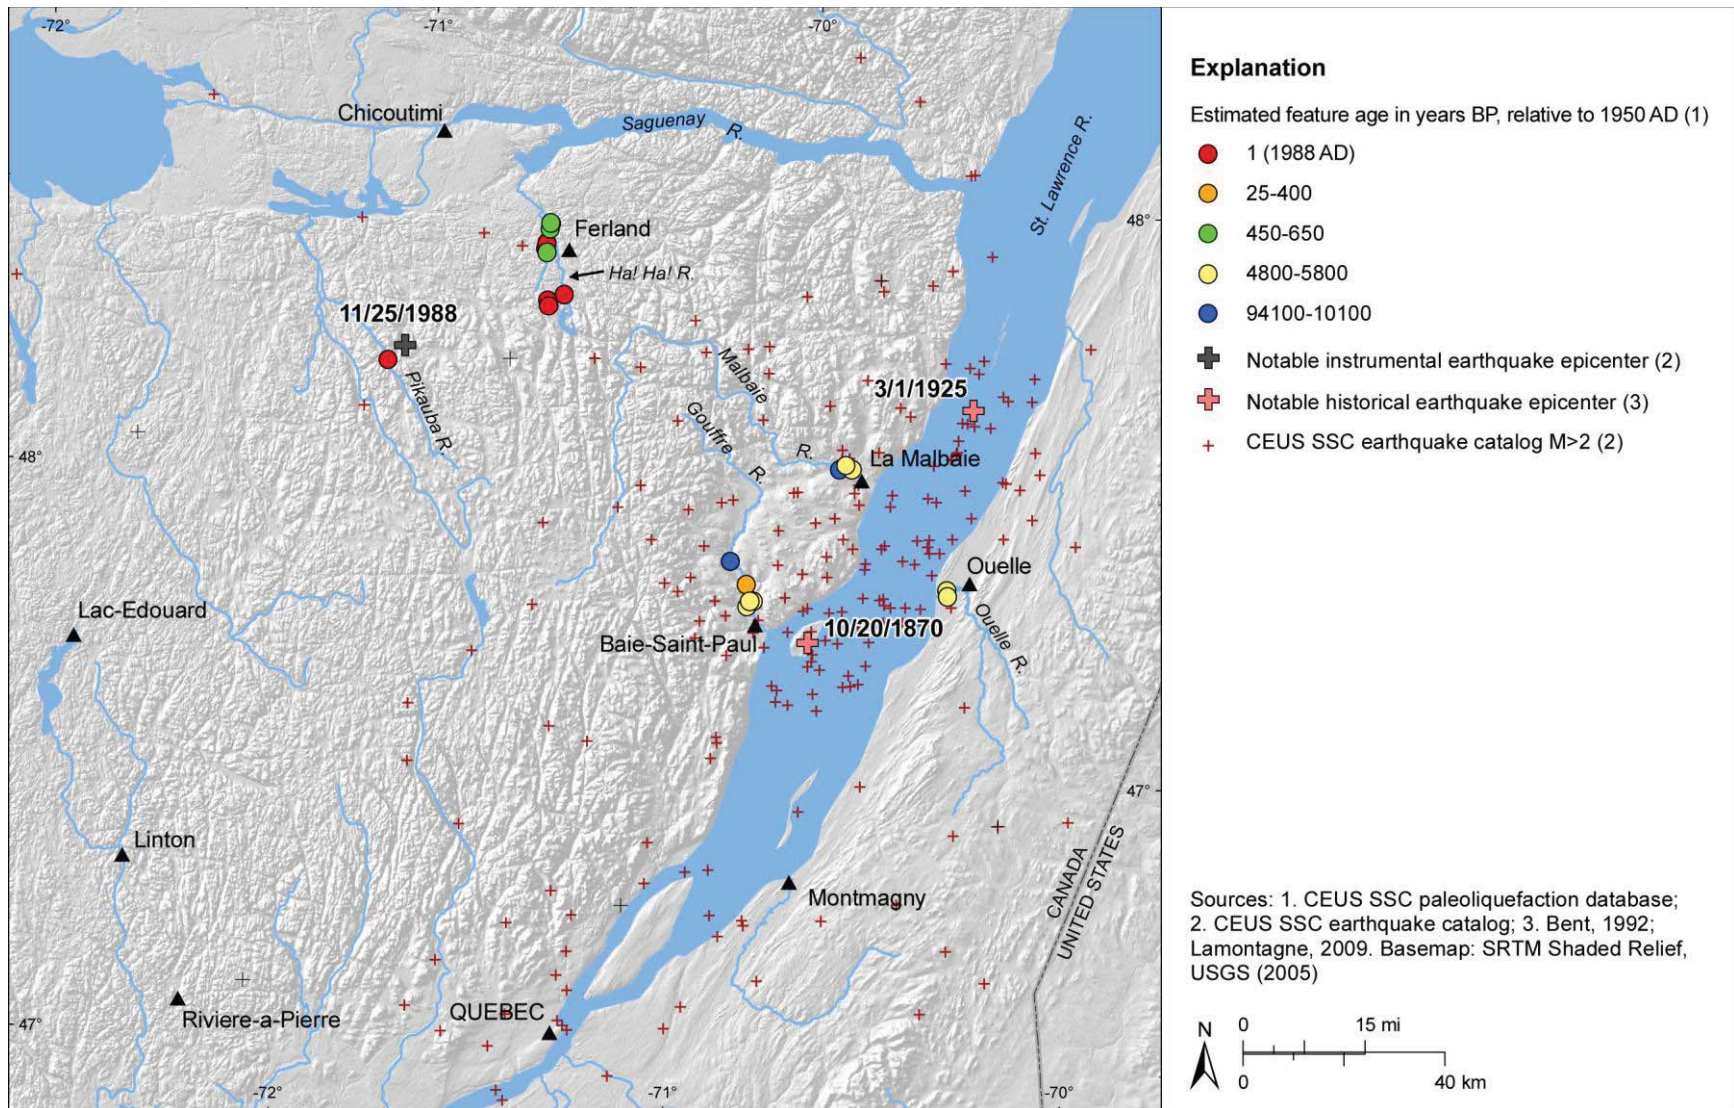 -72°
-71°
-70°
Chicoutimi
Saguenay R.
St. Lawrence R.
48°
Ferland
Ha! Ha! R.
11/25/1988
Pikauba R.
Malbaie R.
Gouffre R.
3/1/1925
48°
La Malbaie
Ouelle
Ouelle R.
Lac-Edouard
Baie-Saint-Paul
10/20/1870
47°
Linton
Montmagny
CANADA
UNITED STATES
Riviere-a-Pierre
QUEBEC
47°
-72°
-71°
-70°
Explanation
Estimated feature age in years BP, relative to 1950 AD (1)
1 (1988 AD)
25-400
450-650
4800-5800
94100-10100
Notable instrumental earthquake epicenter (2)
Notable historical earthquake epicenter (3)
CEUS SSC earthquake catalog M>2 (2)
Sources: 1. CEUS SSC paleoliquefaction database;
2. CEUS SSC earthquake catalog; 3. Bent, 1992;
Lamontagne, 2009. Basemap: SRTM Shaded Relief,
USGS (2005)
N
0 15 mi
0 40 km